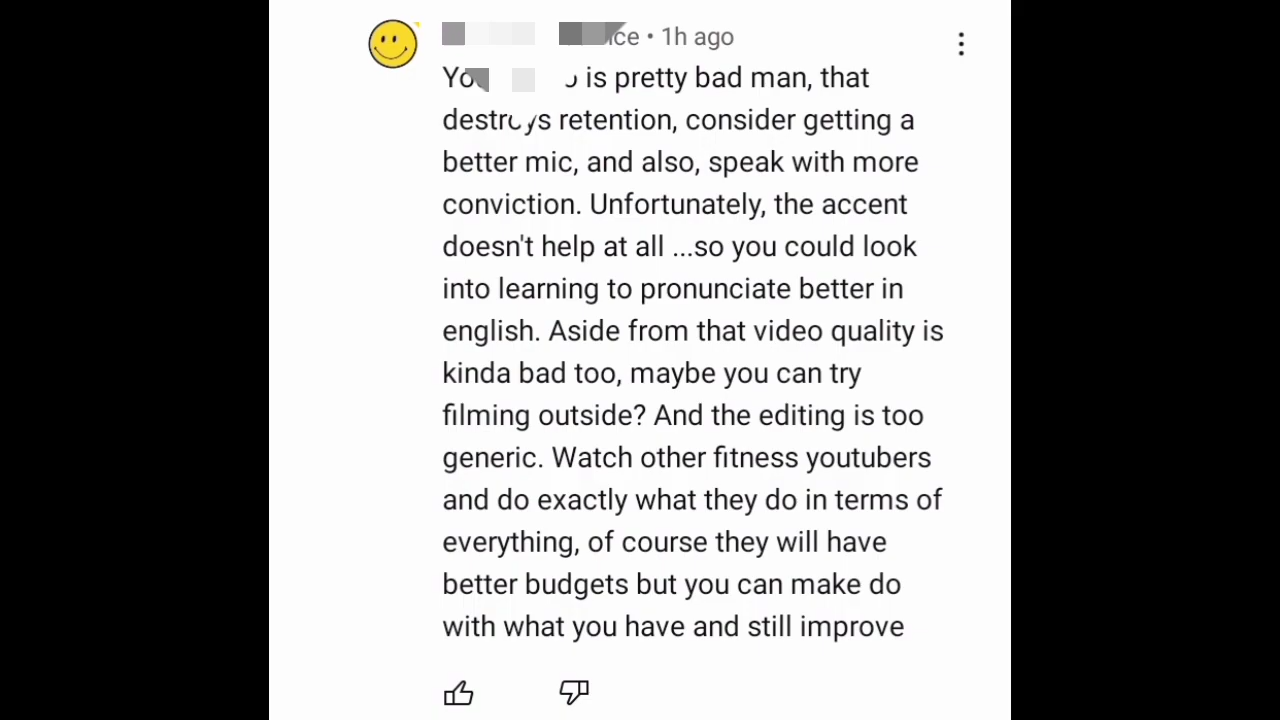 • 1h ago
is pretty bad man, that
destroys retention, consider getting a
better mic, and also, speak with more
conviction. Unfortunately, the accent
doesn't help at all ...so you could look
into learning to pronunciate better in
english. Aside from that video quality is
kinda bad too, maybe you can try
filming outside? And the editing is too
generic. Watch other fitness youtubers
and do exactly what they do in terms of
everything, of course they will have
better budgets but you can make do
with what you have and still improve